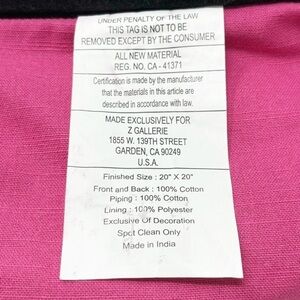 UNDER PENALTY OF THE LAW
THIS TAG IS NOT TO BE
REMOVED EXCEPT BY THE CONSUMER
ALL NEW MATERIAL
REG. NO. CA - 41371
Certification is made by the manufacturer
that the materials in this article are
described in accordance with law.
MADE EXCLUSIVELY FOR
Z GALLERIE
1855 W. 139TH STREET
GARDEN, CA 90249
U.S.A.
Finished Size : 20" X 20"
Front and Back : 100% Cotton
Piping : 100% Cotton
Lining : 100% Polyester
Exclusive Of Decoration
Spot Clean Only
Made in India